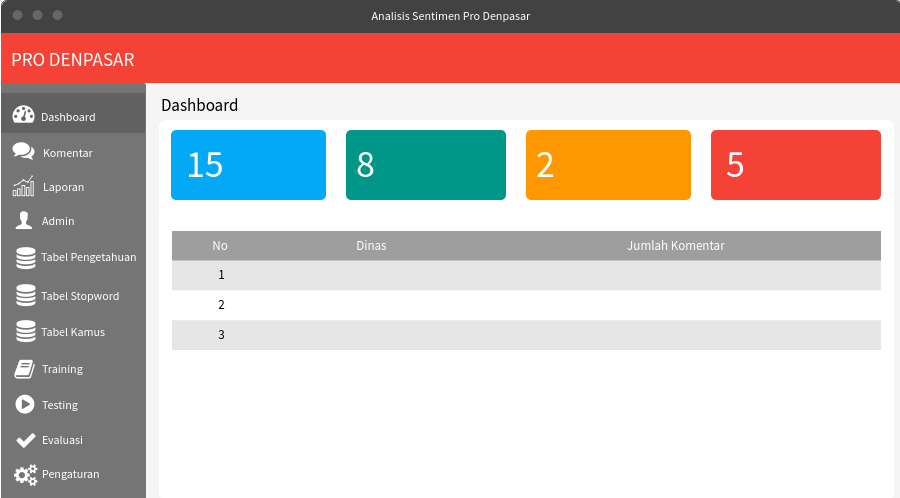 Analisis Sentimen Pro Denpasar
PRO DENPASAR
Dashboard
Komentar
Laporan
Admin
Tabel Pengetahuan
Tabel Stopword
Tabel Kamus
Training
Testing
Evaluasi
Pengaturan
Dashboard
15 8 2 5
No Dinas Jumlah Komentar
1
2
3